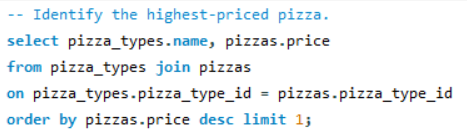 -- Identify the highest-priced pizza.
select pizza_types.name, pizzas.price
from pizza_types join pizzas
on pizza_types.pizza_type_id = pizzas.pizza_type_id
order by pizzas.price desc limit 1;